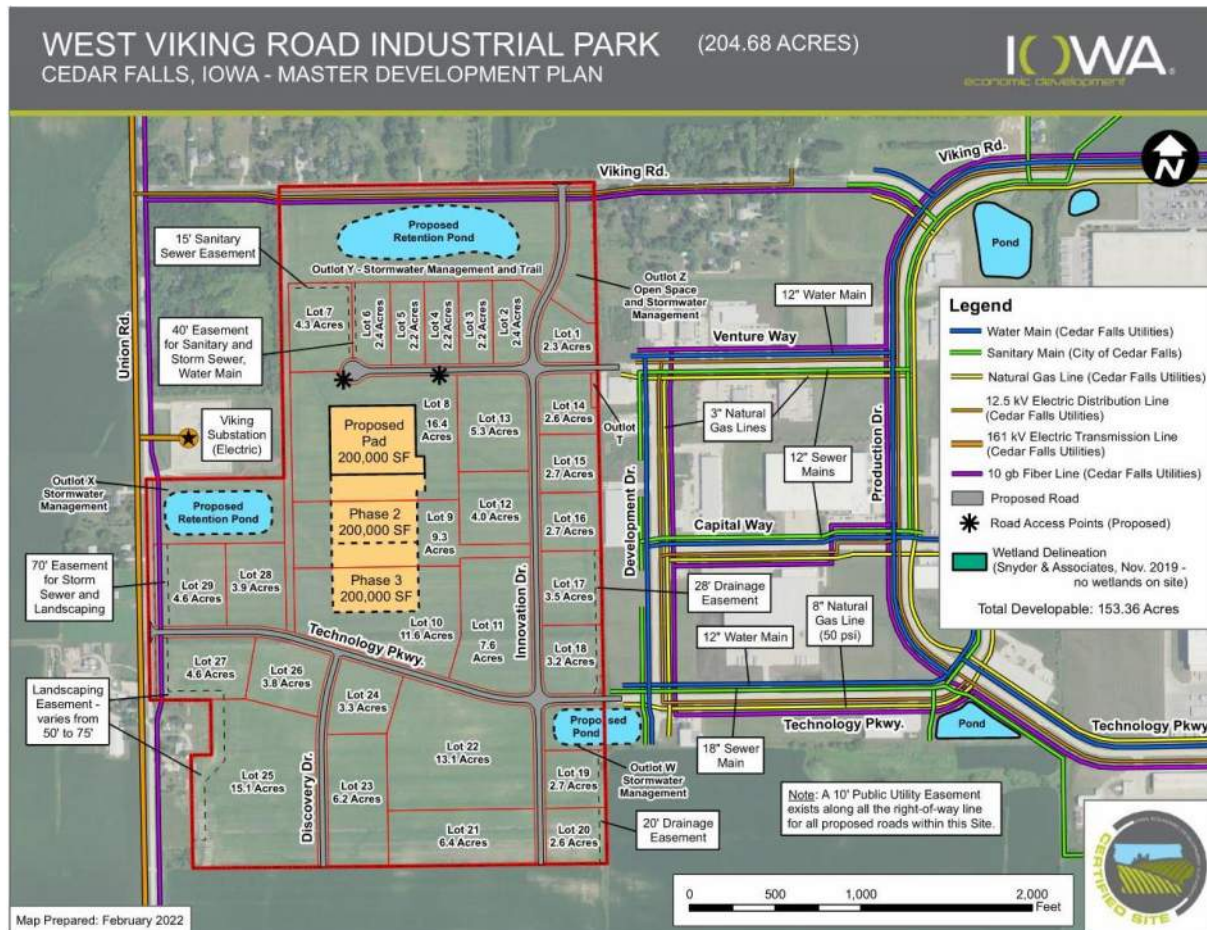 WEST VIKING ROAD INDUSTRIAL PARK (204.68 ACRES)
CEDAR FALLS, IOWA - MASTER DEVELOPMENT PLAN
IOWA
economic development
N
Viking Rd.
Viking Rd.
Union Rd.
15' Sanitary
Sewer Easement
Proposed
Retention Pond
Outlot Y - Stormwater Management and Trail
Outlot Z
Open Space
and Stormwater
Management
Pond
12" Water Main
Lot 7
4.3 Acres
Lot 6
2.4 Acres
Lot 5
2.2 Acres
Lot 4
2.2 Acres
Lot 3
2.2 Acres
Lot 2
2.4 Acres
Lot 1
2.3 Acres
40' Easement
for Sanitary and
Storm Sewer,
Water Main
Venture Way
Viking
Substation
(Electric)
Proposed Pad
200,000 SF
Lot 8
16.4
Acres
Lot 13
5.3 Acres
Lot 14
2.6 Acres
Outlot
T
3" Natural
Gas Lines
12" Sewer
Mains
Production Dr.
Development Dr.
Outlot X
Stormwater
Management
Proposed
Retention Pond
Phase 2
200,000 SF
Lot 9
9.3
Acres
Lot 12
4.0 Acres
Lot 15
2.7 Acres
Lot 16
2.7 Acres
Capital Way
70' Easement
for Storm
Sewer and
Landscaping
Lot 29
4.6 Acres
Lot 28
3.9 Acres
Phase 3
200,000 SF
Lot 10
11.6 Acres
Lot 11
7.6
Acres
Innovation Dr.
Lot 17
3.5 Acres
Lot 18
3.2 Acres
28' Drainage
Easement
12" Water Main
8" Natural
Gas Line
(50 psi)
Technology Pkwy.
Lot 27
4.6 Acres
Lot 26
3.8 Acres
Lot 24
3.3 Acres
Landscaping
Easement -
varies from
50' to 75'
Proposed
Pond
Technology Pkwy.
Pond
Technology Pkwy.
18" Sewer
Main
Outlot W
Stormwater
Management
Lot 25
15.1 Acres
Discovery Dr.
Lot 23
6.2 Acres
Lot 22
13.1 Acres
Lot 21
6.4 Acres
Lot 19
2.7 Acres
Lot 20
2.6 Acres
20' Drainage
Easement
Note: A 10' Public Utility Easement
exists along all the right-of-way line
for all proposed roads within this Site.
Legend
Water Main (Cedar Falls Utilities)
Sanitary Main (City of Cedar Falls)
Natural Gas Line (Cedar Falls Utilities)
12.5 kV Electric Distribution Line
(Cedar Falls Utilities)
161 kV Electric Transmission Line
(Cedar Falls Utilities)
10 gb Fiber Line (Cedar Falls Utilities)
Proposed Road
Road Access Points (Proposed)
Wetland Delineation
(Snyder & Associates, Nov. 2019 -
no wetlands on site)
Total Developable: 153.36 Acres
0 500 1,000 2,000
Feet
CERTIFIED SITE
Map Prepared: February 2022